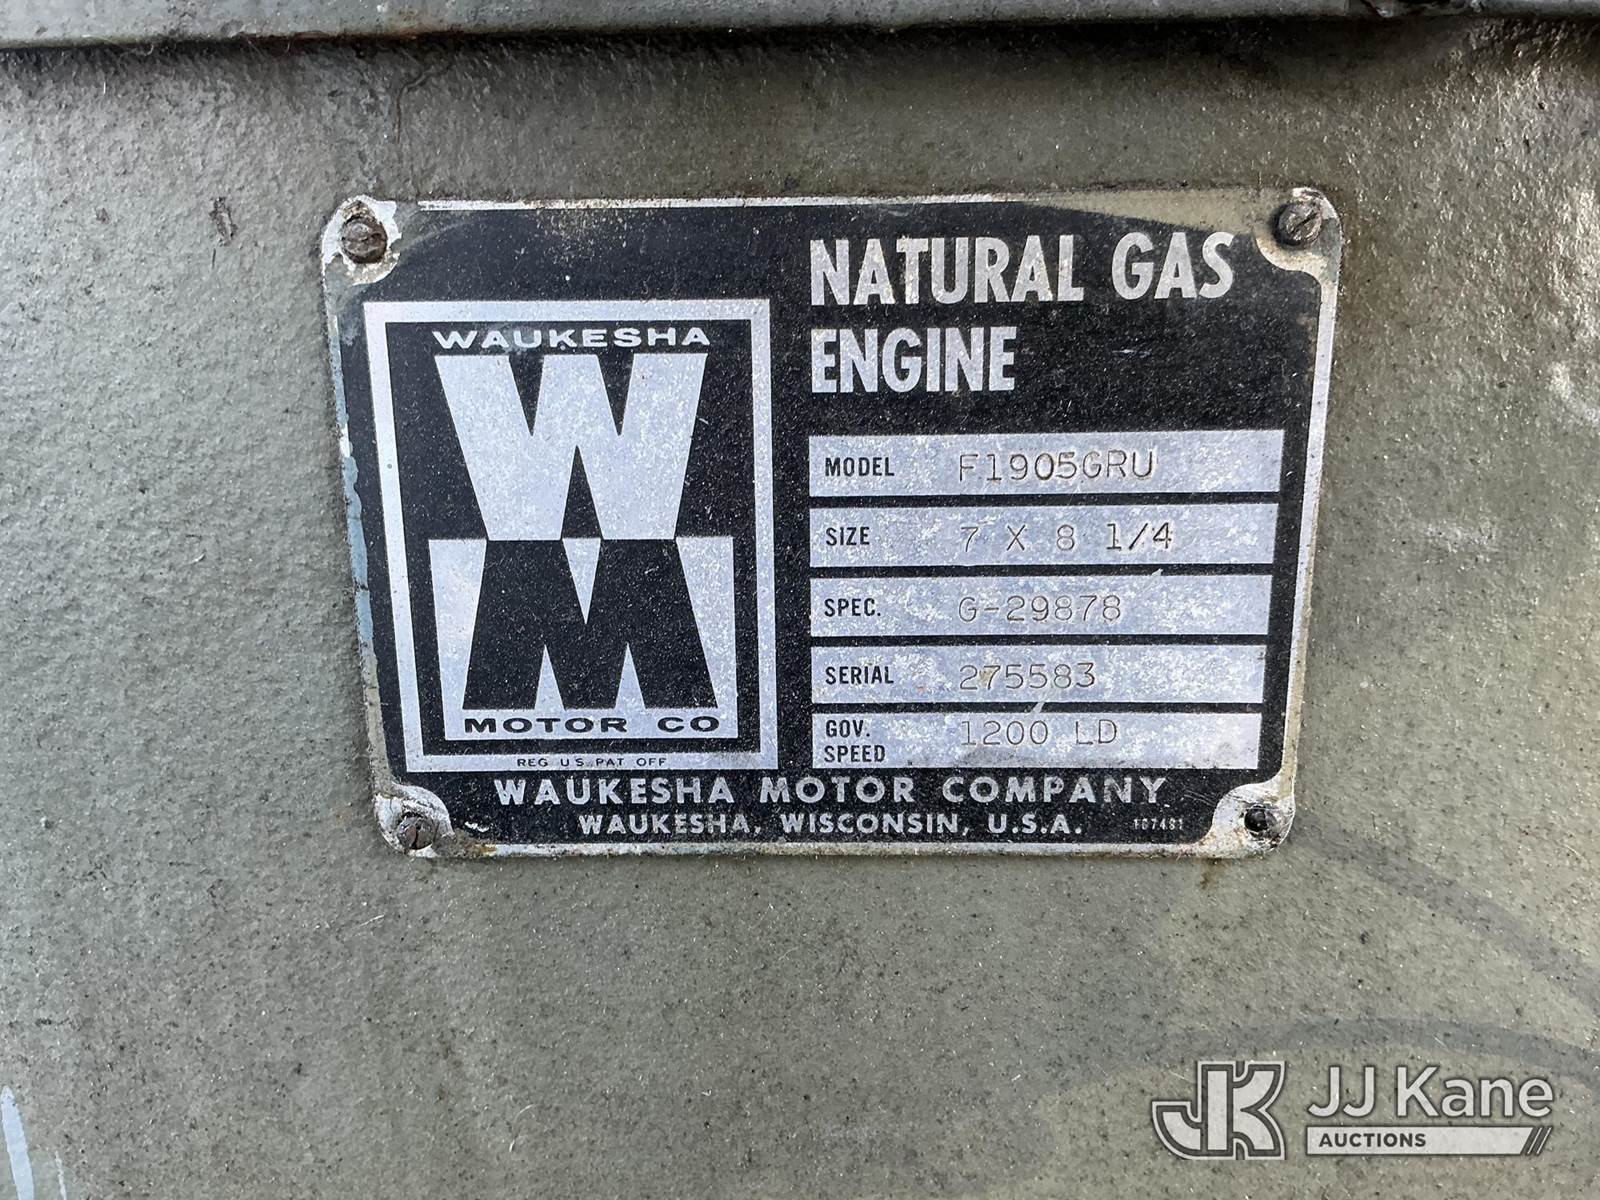 NATURAL GAS
ENGINE
WAUKESHA
W
M
MOTOR CO
REG U S PAT OFF
MODEL F1905GRU
SIZE 7 X 8 1/4
SPEC. G-29878
SERIAL 275583
GOV. SPEED 1200 LD
WAUKESHA MOTOR COMPANY
WAUKESHA, WISCONSIN, U.S.A.
JK JJ Kane
AUCTIONS